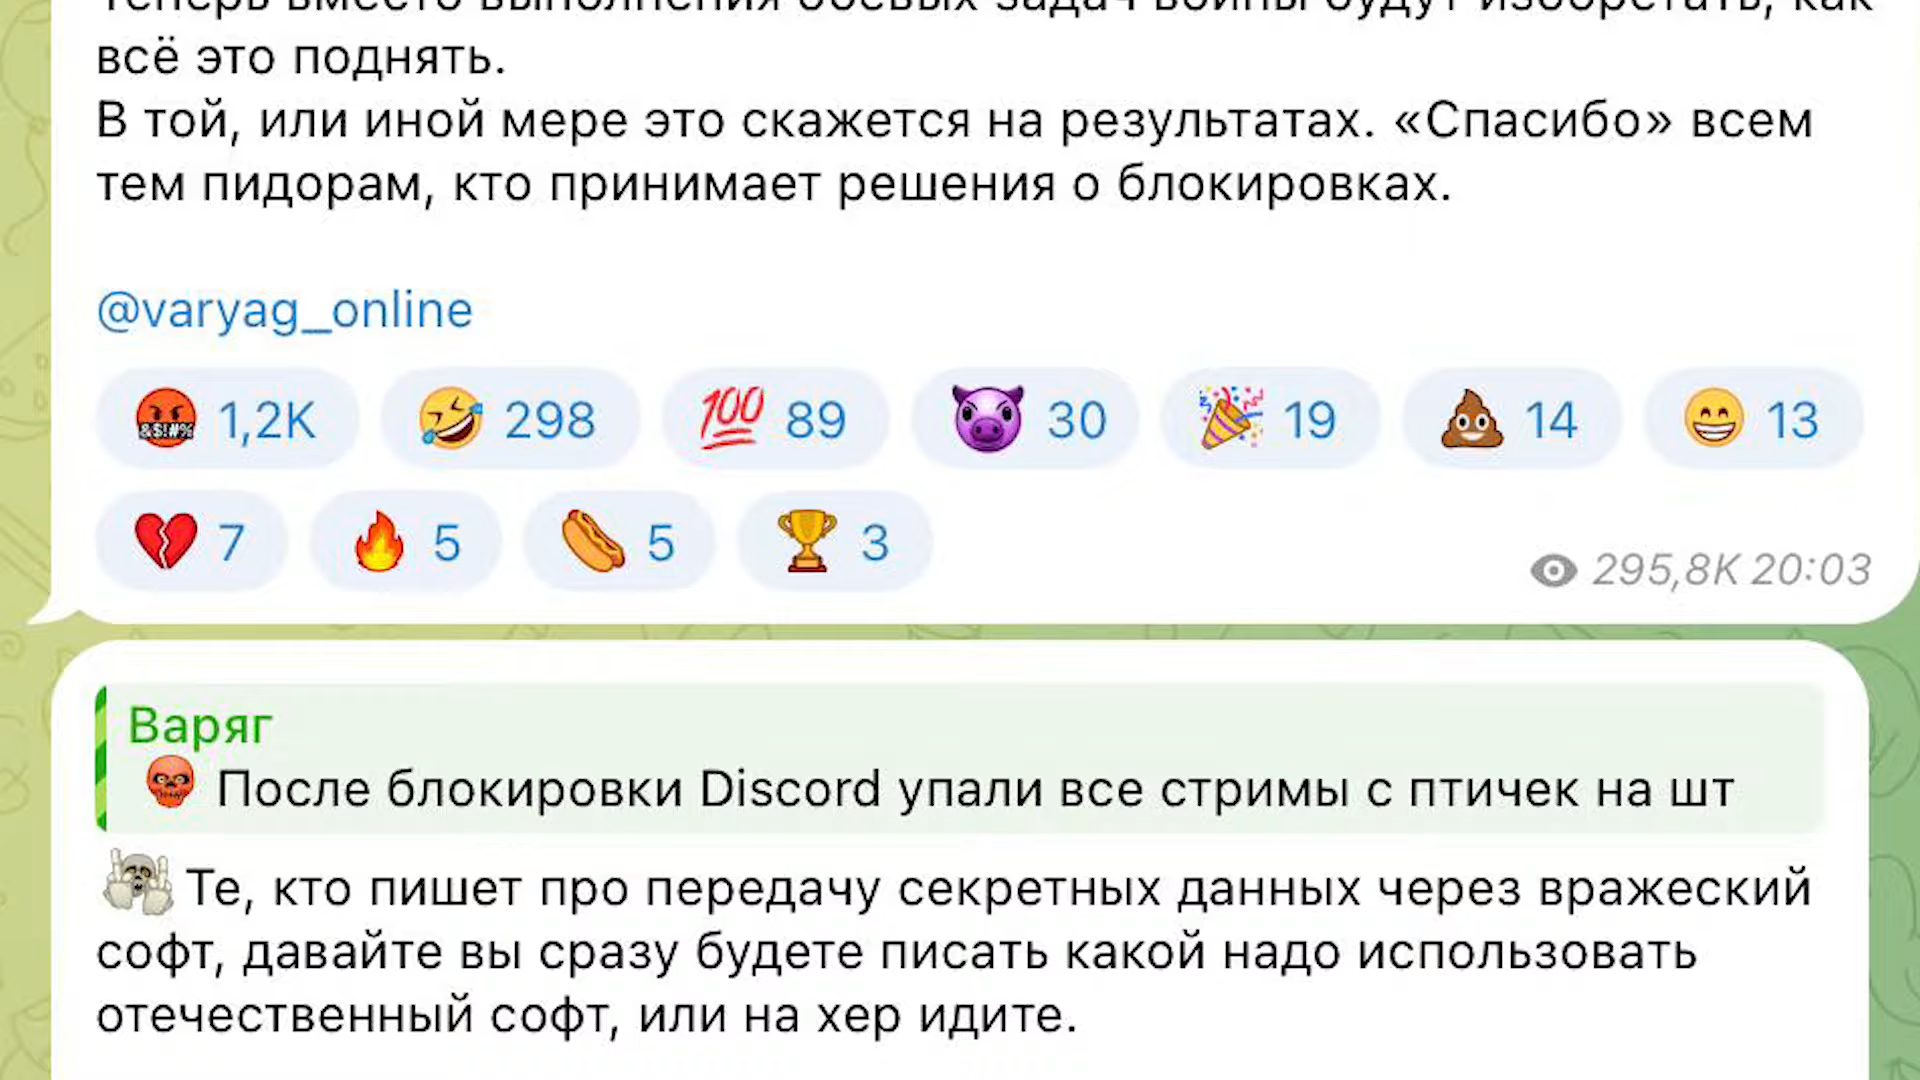 Теперь вместо выполнения боевых задач воины будут изобретать, как
всё это поднять.
В той, или иной мере это скажется на результатах. «Спасибо» всем
тем пидорам, кто принимает решения о блокировках.
@varyag_online
1,2K 298 100 89 30 19 14 13
7 5 5 3
295,8K 20:03
Варяг
После блокировки Discord упали все стримы с птичек на шт
Те, кто пишет про передачу секретных данных через вражеский
софт, давайте вы сразу будете писать какой надо использовать
отечественный софт, или на хер идите.